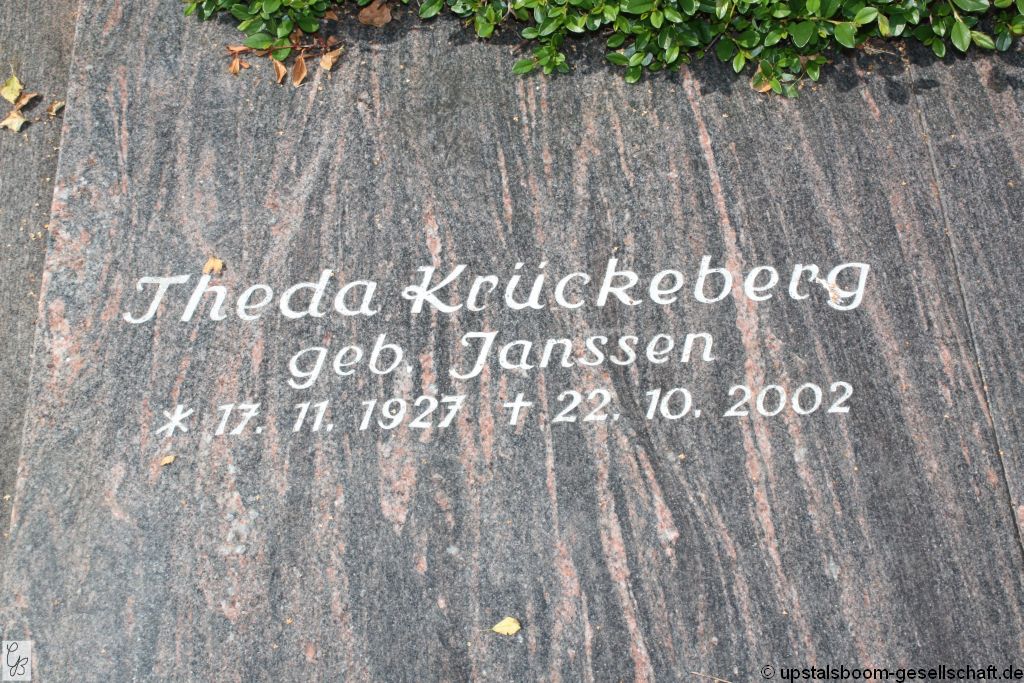 Theda Krückeberg
geb. Janssen
* 17. 11. 1927 † 22. 10. 2002
© upstalsboom-gesellschaft.de